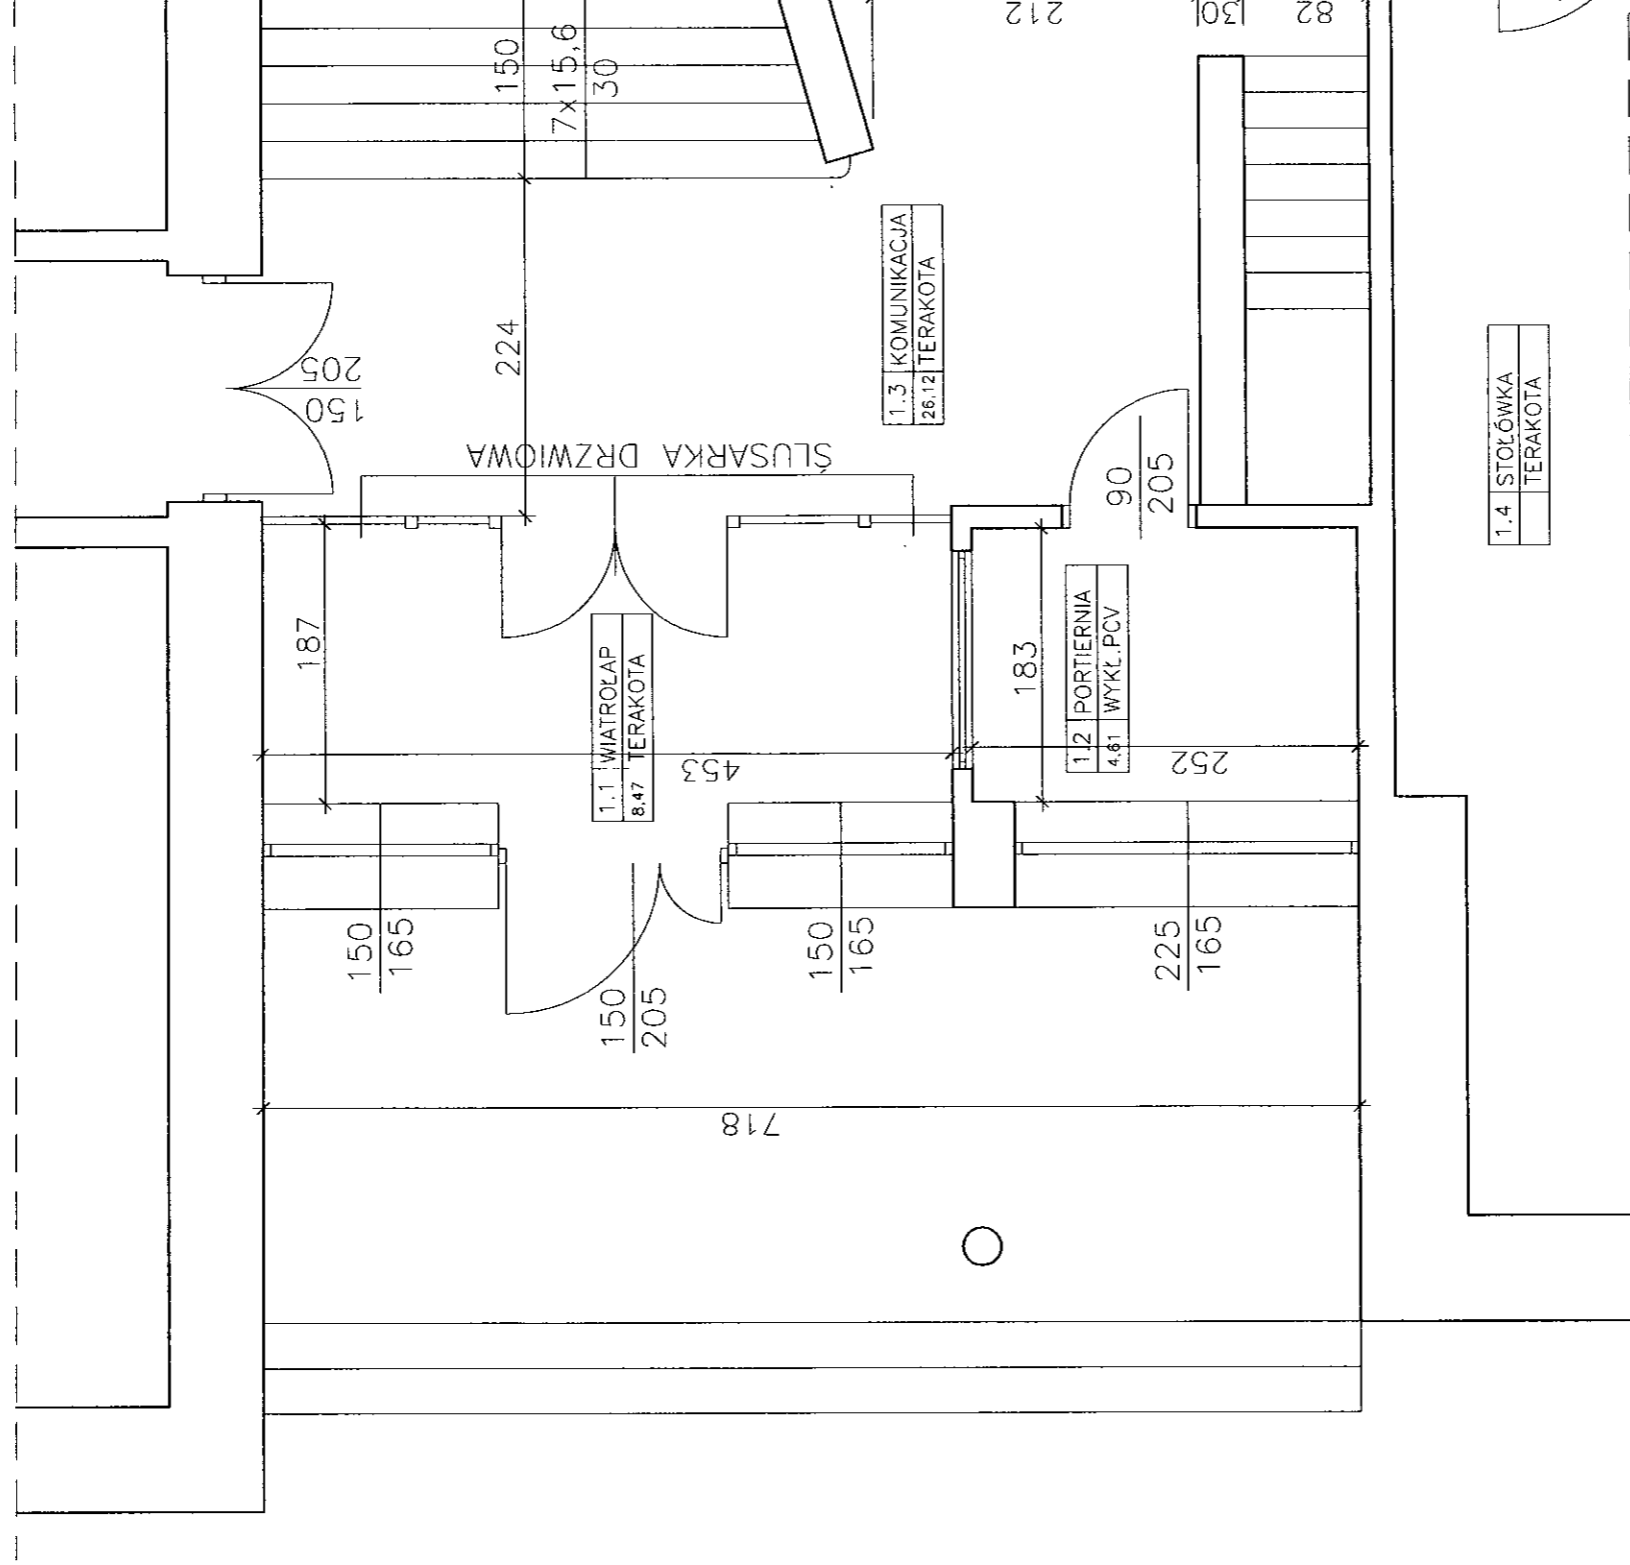 212
30
82
150
7x15,6
30
1.3 KOMUNIKACJA
26,12 TERAKOTA
224
150
205
ŚLUSARKA DRZWIOWA
90
205
1.4 STOŁÓWKA
TERAKOTA
187
1.1 WIATROŁAP
8,47 TERAKOTA
453
183
1.2 PORTIERNIA
4.61 WYKŁ.PCV
252
150
165
150
205
150
165
225
165
718